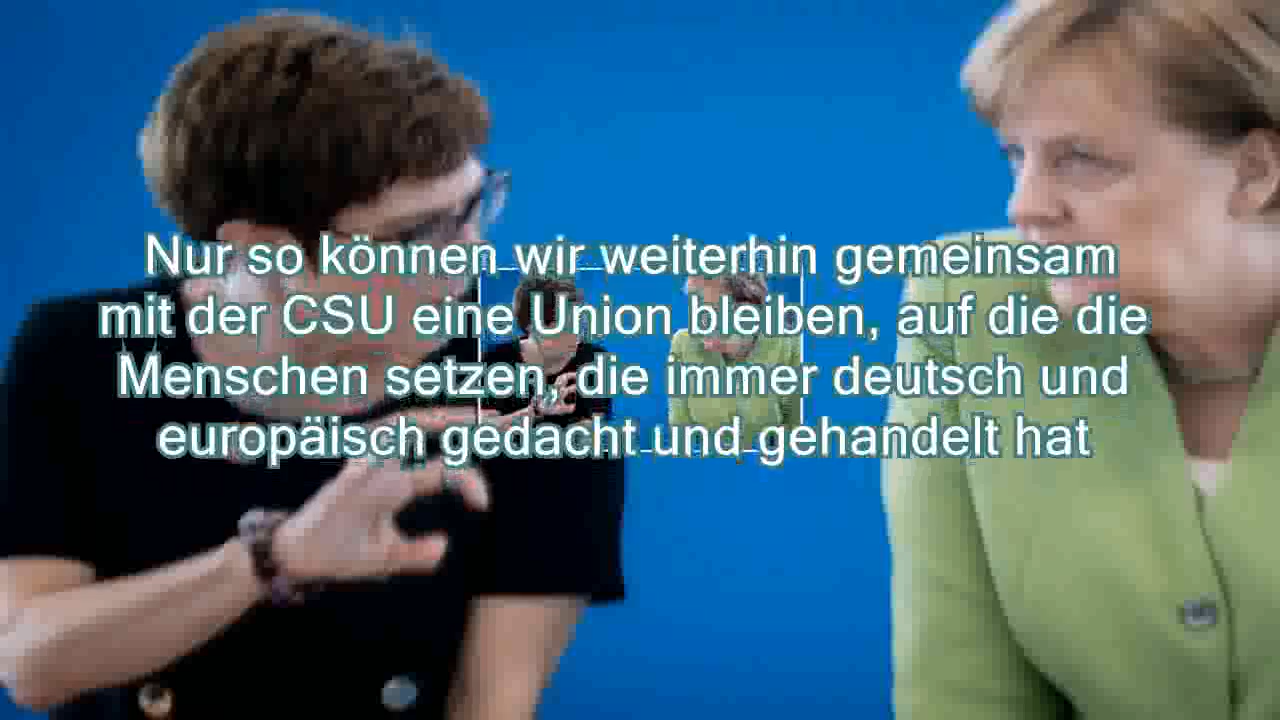 Nur so können wir weiterhin gemeinsam
mit der CSU eine Union bleiben, auf die die
Menschen setzen, die immer deutsch und
europäisch gedacht und gehandelt hat